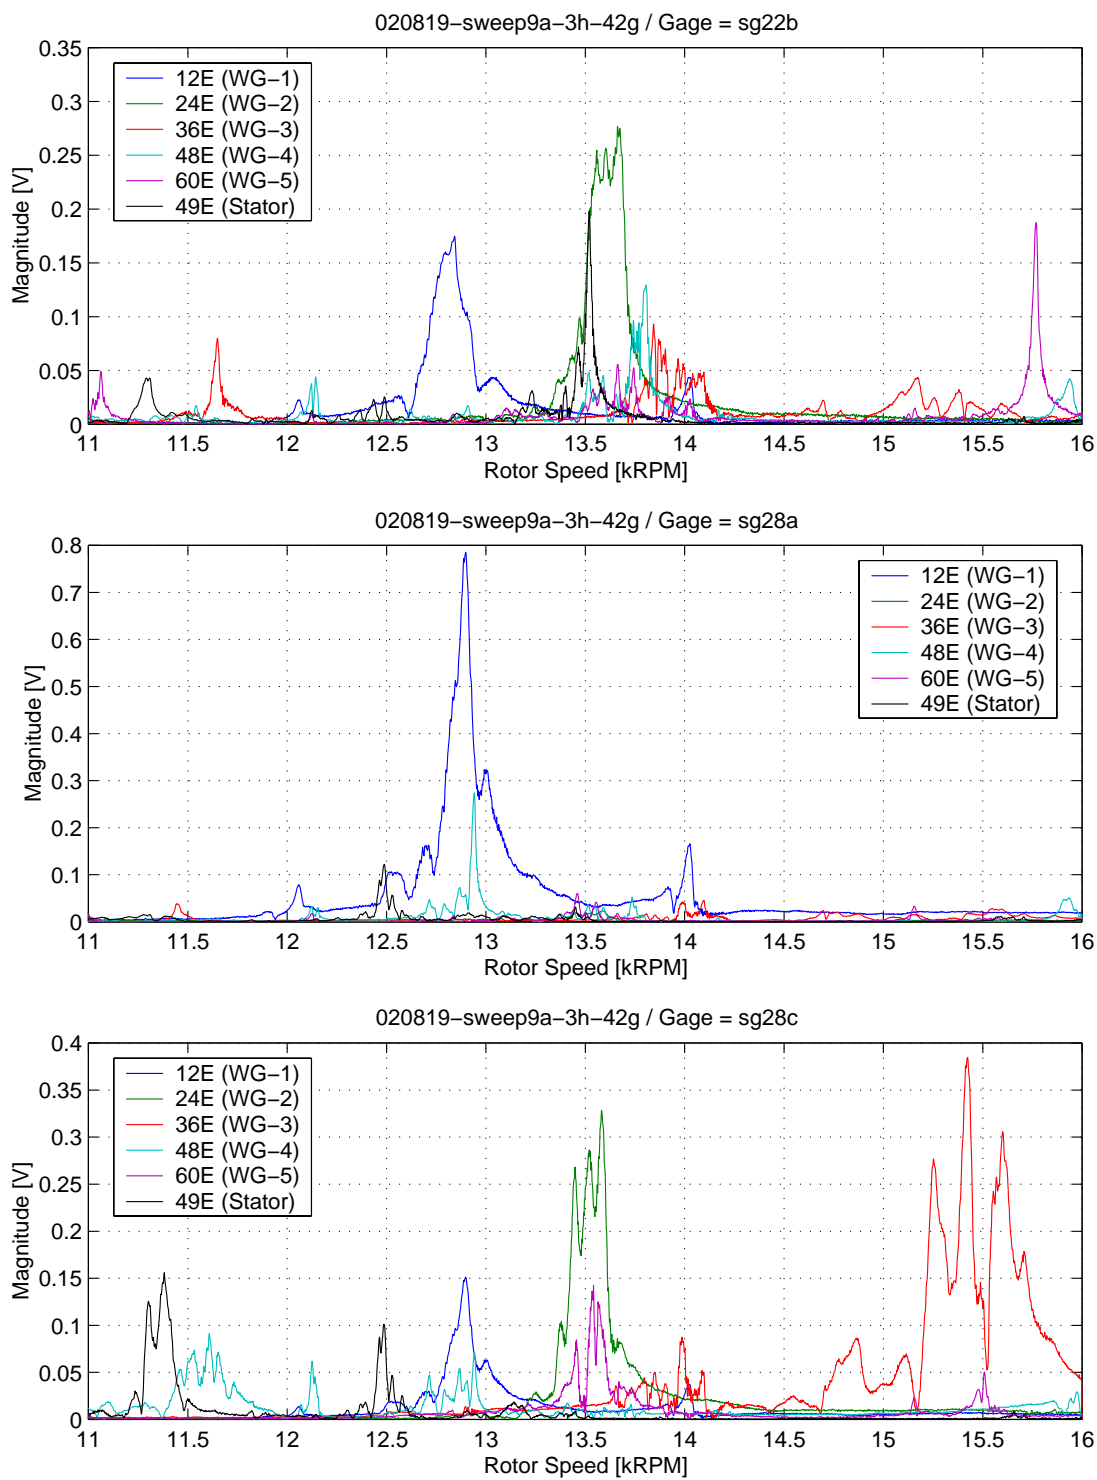 020819−sweep9a−3h−42g / Gage = sg22b
0.35
0.3
0.25
0.2
0.15
0.1
0.05
0
Magnitude [V]
12E (WG−1)
24E (WG−2)
36E (WG−3)
48E (WG−4)
60E (WG−5)
49E (Stator)
11 11.5 12 12.5 13 13.5 14 14.5 15 15.5 16
Rotor Speed [kRPM]
020819−sweep9a−3h−42g / Gage = sg28a
0.8
0.7
0.6
0.5
0.4
0.3
0.2
0.1
0
Magnitude [V]
12E (WG−1)
24E (WG−2)
36E (WG−3)
48E (WG−4)
60E (WG−5)
49E (Stator)
11 11.5 12 12.5 13 13.5 14 14.5 15 15.5 16
Rotor Speed [kRPM]
020819−sweep9a−3h−42g / Gage = sg28c
0.4
0.35
0.3
0.25
0.2
0.15
0.1
0.05
0
Magnitude [V]
12E (WG−1)
24E (WG−2)
36E (WG−3)
48E (WG−4)
60E (WG−5)
49E (Stator)
11 11.5 12 12.5 13 13.5 14 14.5 15 15.5 16
Rotor Speed [kRPM]